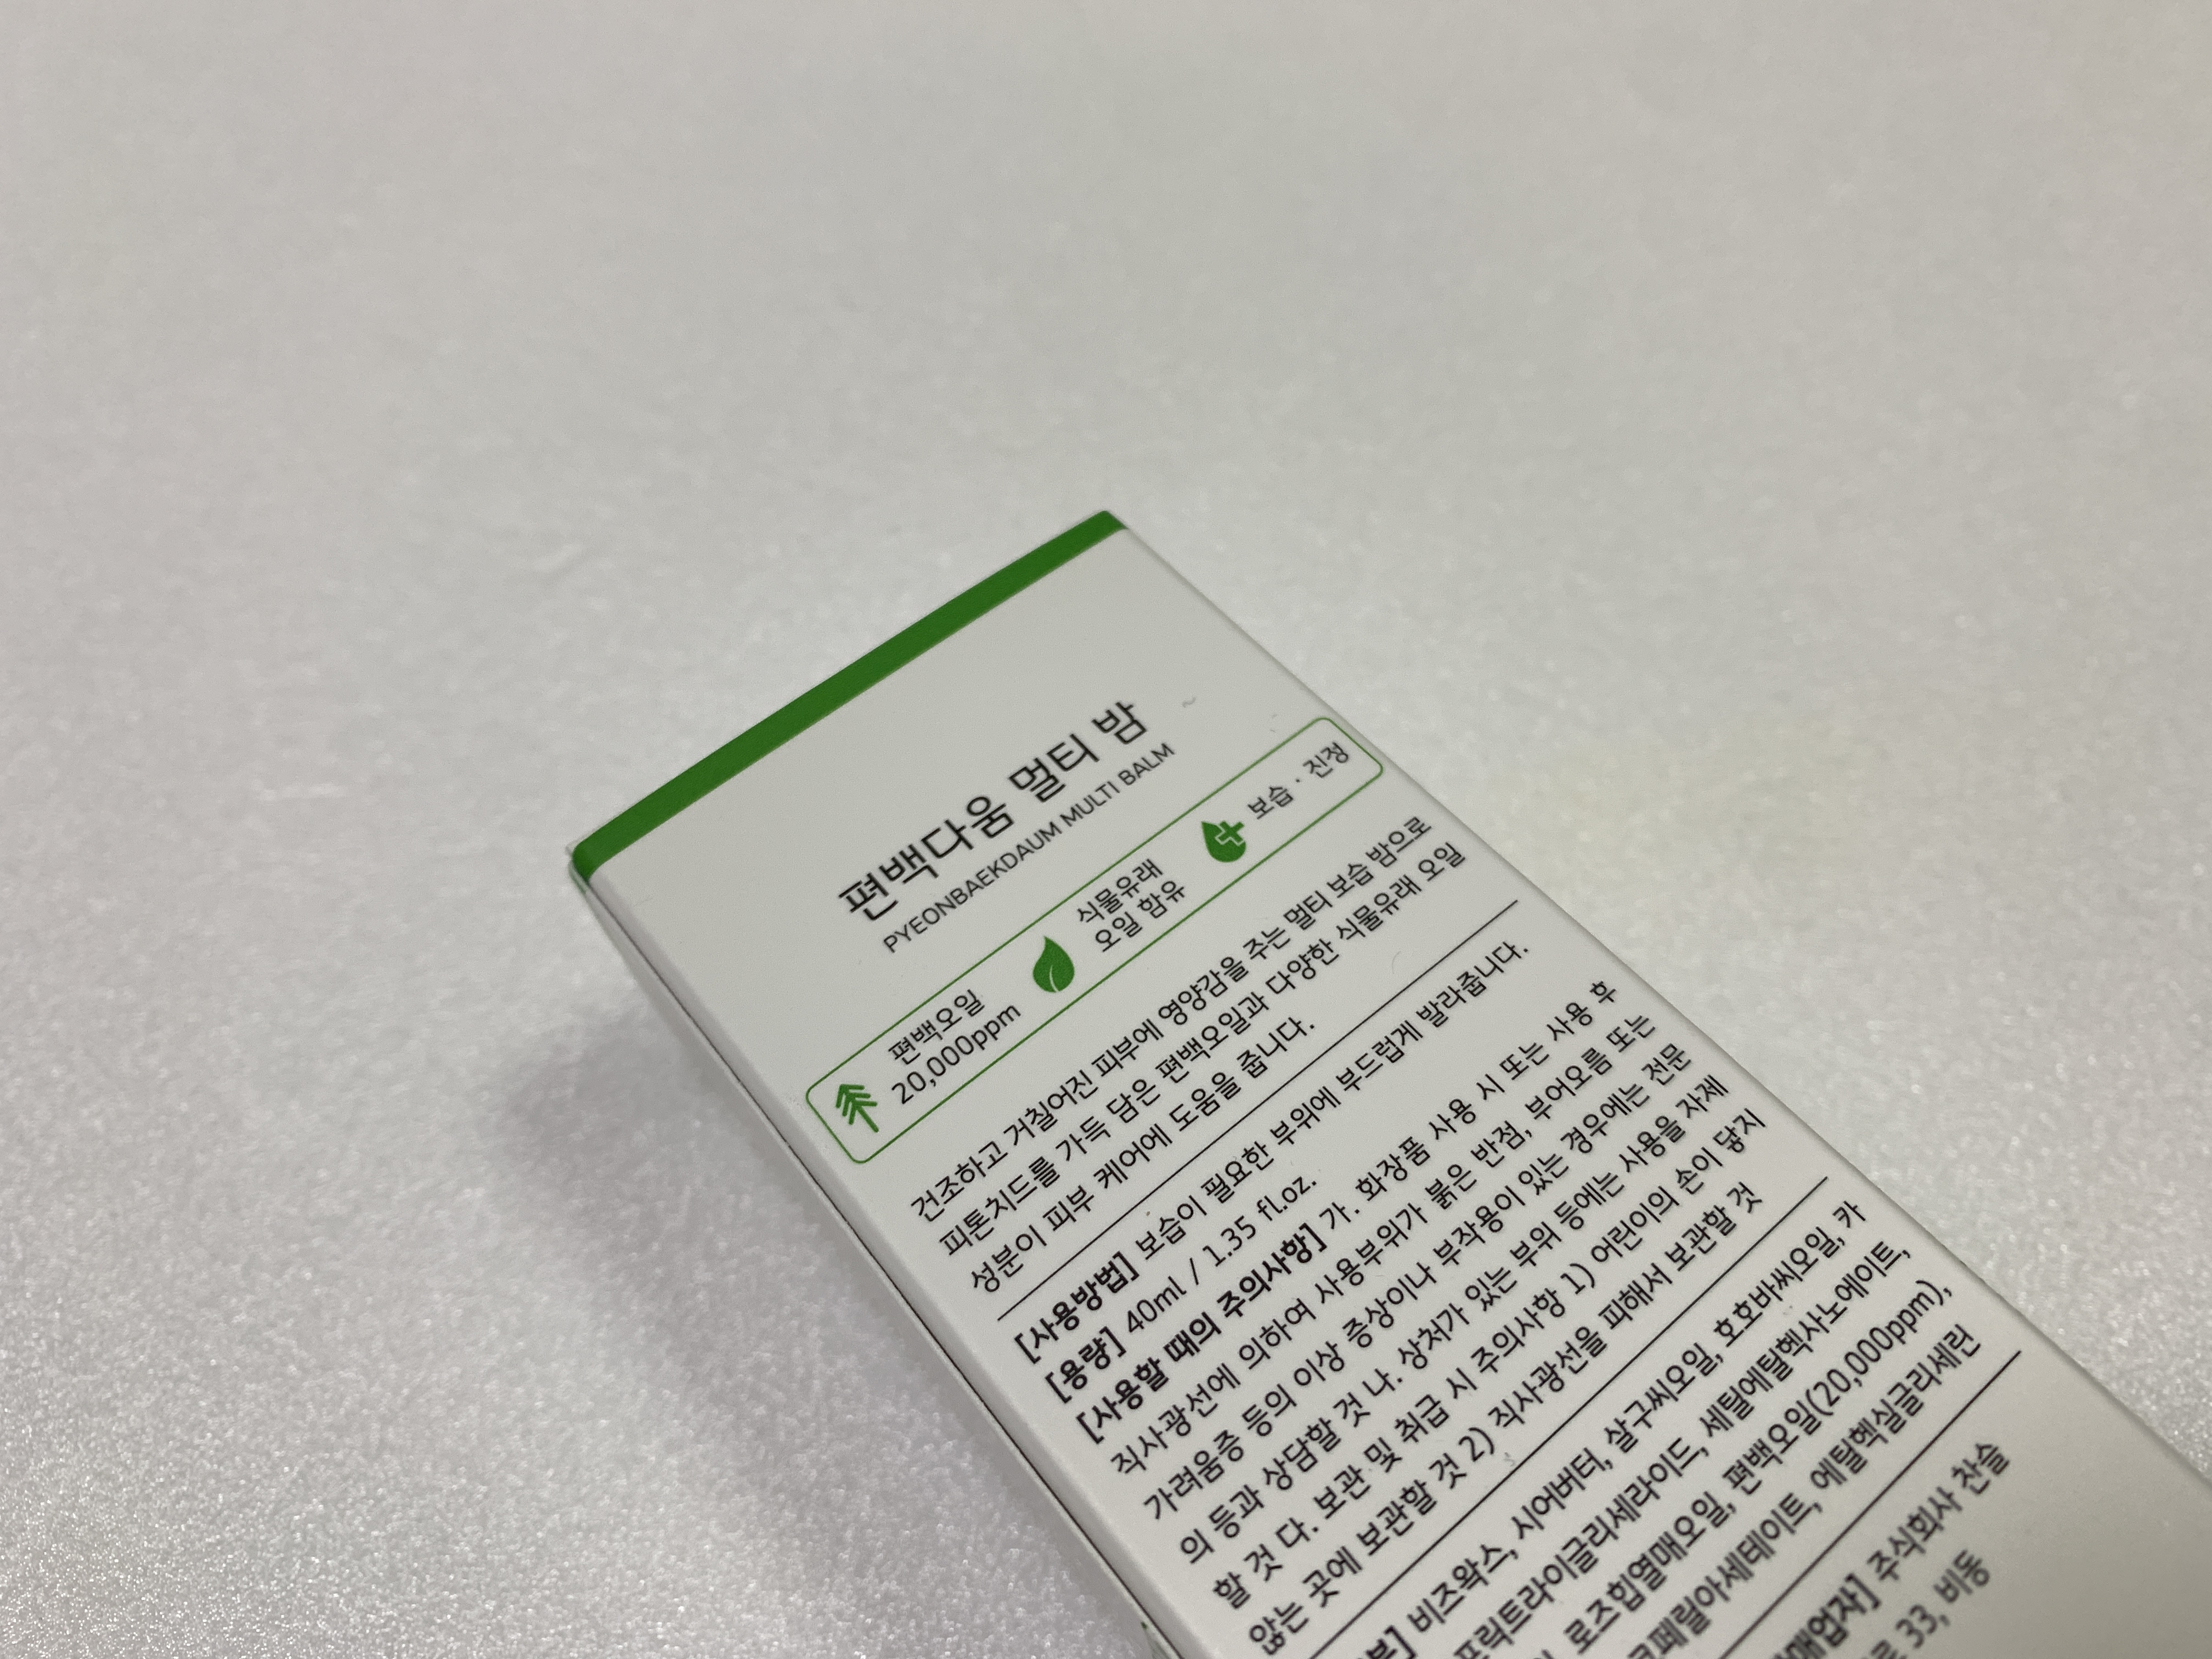 편백다움 멀티 밤
PYEONBAEKDAUM MULTI BALM
편백오일
20,000ppm
식물유래
오일 함유
보습 · 진정
건조하고 거칠어진 피부에 영양감을 주는 멀티 보습 밤으로
피톤치드를 가득 담은 편백오일과 다양한 식물유래 오일
성분이 피부 케어에 도움을 줍니다.
[사용방법] 보습이 필요한 부위에 부드럽게 발라줍니다.
[용량] 40ml / 1.35 fl.oz.
[사용할 때의 주의사항] 가. 화장품 사용 시 또는 사용 후
직사광선에 의하여 사용부위가 붉은 반점, 부어오름 또는
가려움증 등의 이상 증상이나 부작용이 있는 경우에는 전문
의 등과 상담할 것 나. 상처가 있는 부위 등에는 사용을 자제
할 것 다. 보관 및 취급 시 주의사항 1) 어린이의 손이 닿지
않는 곳에 보관할 것 2) 직사광선을 피해서 보관할 것
비즈왁스, 시어버터, 살구씨오일, 호호바씨오일, 카
프릭트라이글리세라이드, 세틸에틸헥사노에이트,
로즈힙열매오일, 편백오일(20,000ppm),
코페릴아세테이트, 에틸헥실글리세린
매업자] 주식회사 찬슬
33, 비동